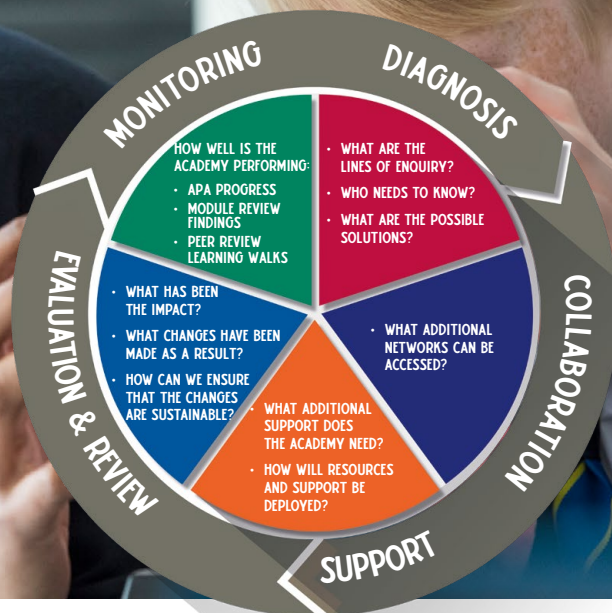 MONITORING
HOW WELL IS THE
ACADEMY PERFORMING:
· APA PROGRESS
· MODULE REVIEW
FINDINGS
· PEER REVIEW
LEARNING WALKS
DIAGNOSIS
· WHAT ARE THE
LINES OF ENQUIRY?
· WHO NEEDS TO KNOW?
· WHAT ARE THE POSSIBLE
SOLUTIONS?
COLLABORATION
· WHAT ADDITIONAL
NETWORKS CAN BE
ACCESSED?
SUPPORT
· WHAT ADDITIONAL
SUPPORT DOES
THE ACADEMY NEED?
· HOW WILL RESOURCES
AND SUPPORT BE
DEPLOYED?
EVALUATION & REVIEW
· WHAT HAS BEEN
THE IMPACT?
· WHAT CHANGES HAVE BEEN
MADE AS A RESULT?
· HOW CAN WE ENSURE
THAT THE CHANGES
ARE SUSTAINABLE?